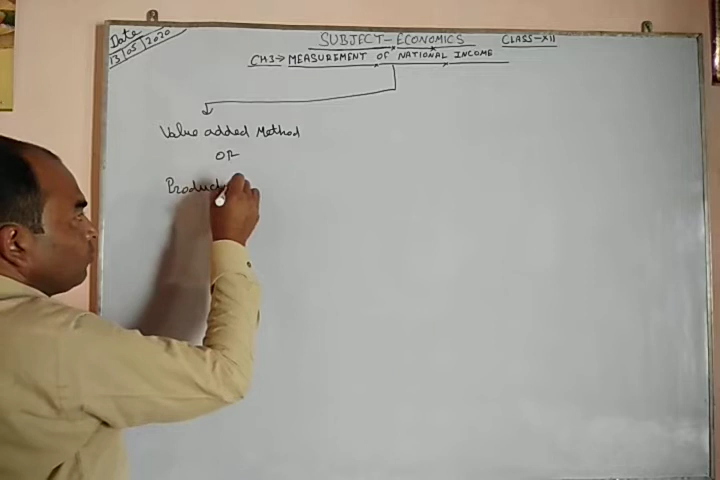 Date
13/05/2020
SUBJECT-ECONOMICS CLASS-XII
CH3→ MEASUREMENT OF NATIONAL INCOME
Value added Method
OR
Product